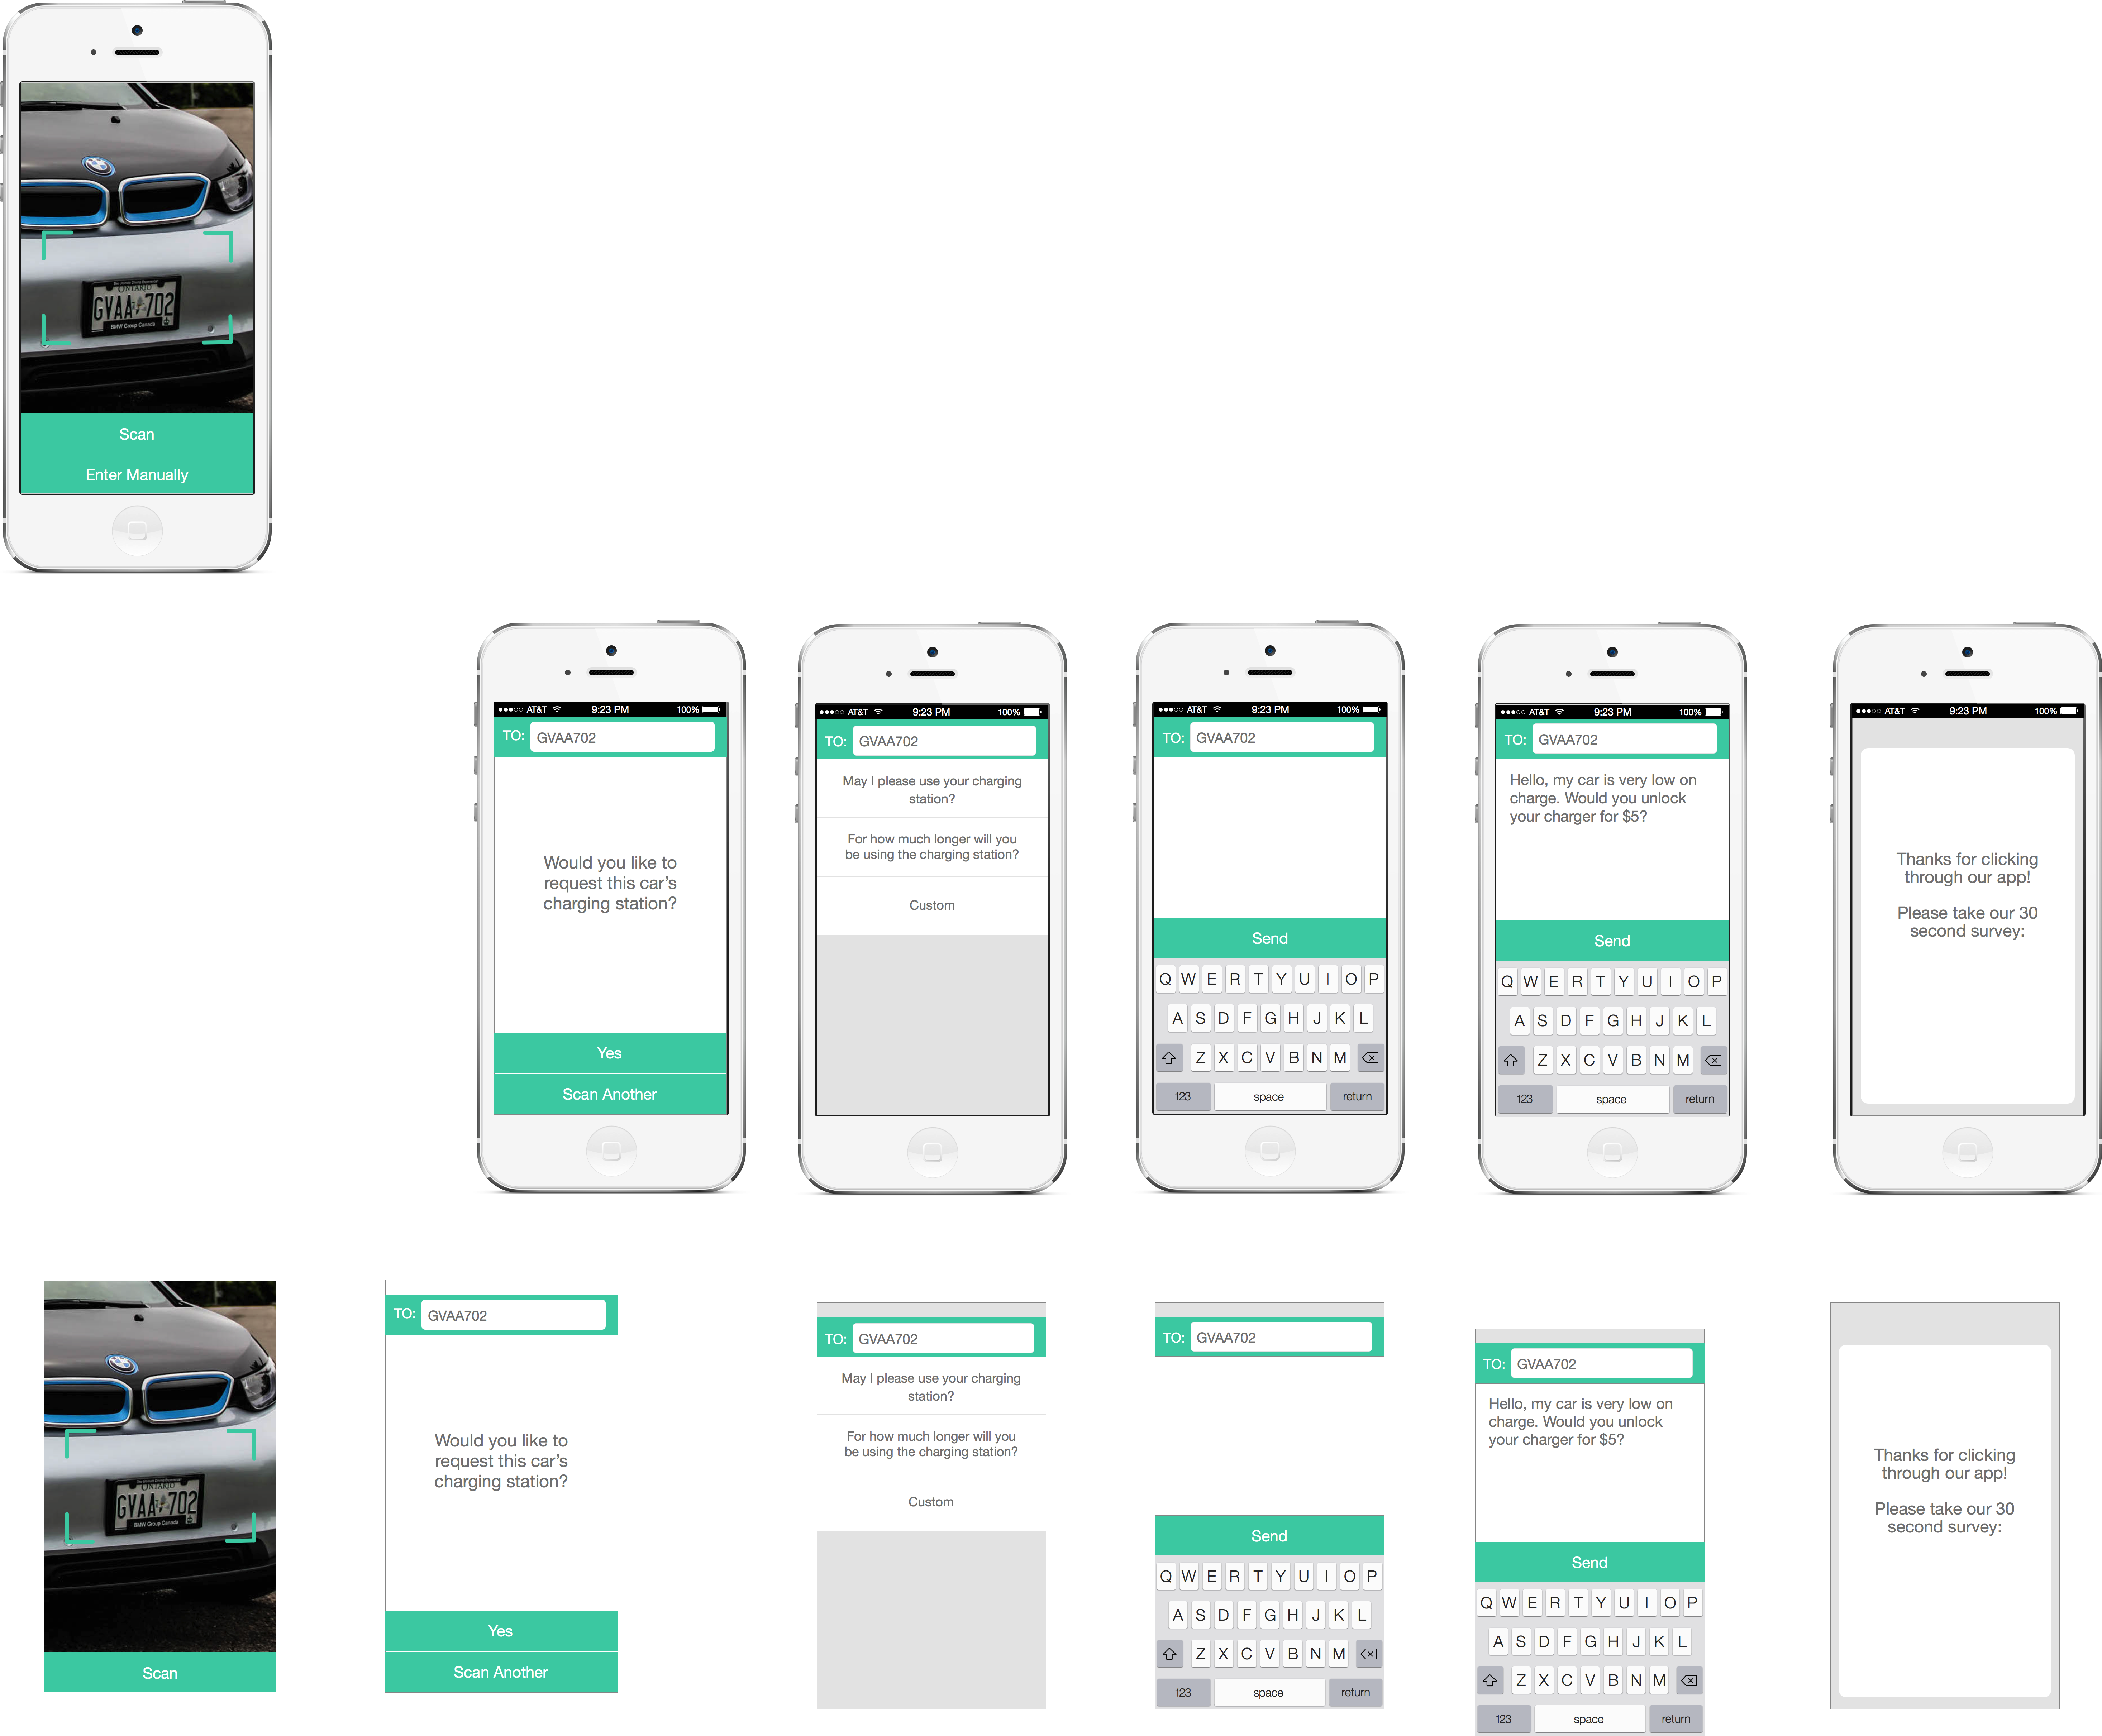 The Ultimate Driving Experience
ONTARIO
GVAA 702
BMW Group Canada
Scan
Enter Manually
AT&T 9:23 PM 100%
TO: GVAA702
Would you like to
request this car's
charging station?
Yes
Scan Another
AT&T 9:23 PM 100%
TO: GVAA702
May I please use your charging
station?
For how much longer will you
be using the charging station?
Custom
AT&T 9:23 PM 100%
TO: GVAA702
Send
Q W E R T Y U I O P
A S D F G H J K L
Z X C V B N M
123 space return
AT&T 9:23 PM 100%
TO: GVAA702
Hello, my car is very low on
charge. Would you unlock
your charger for $5?
Send
Q W E R T Y U I O P
A S D F G H J K L
Z X C V B N M
123 space return
AT&T 9:23 PM 100%
Thanks for clicking
through our app!
Please take our 30
second survey:
The Ultimate Driving Experience
ONTARIO
GVAA 702
BMW Group Canada
Scan
TO: GVAA702
Would you like to
request this car's
charging station?
Yes
Scan Another
TO: GVAA702
May I please use your charging
station?
For how much longer will you
be using the charging station?
Custom
TO: GVAA702
Send
Q W E R T Y U I O P
A S D F G H J K L
Z X C V B N M
123 space return
TO: GVAA702
Hello, my car is very low on
charge. Would you unlock
your charger for $5?
Send
Q W E R T Y U I O P
A S D F G H J K L
Z X C V B N M
123 space return
Thanks for clicking
through our app!
Please take our 30
second survey: